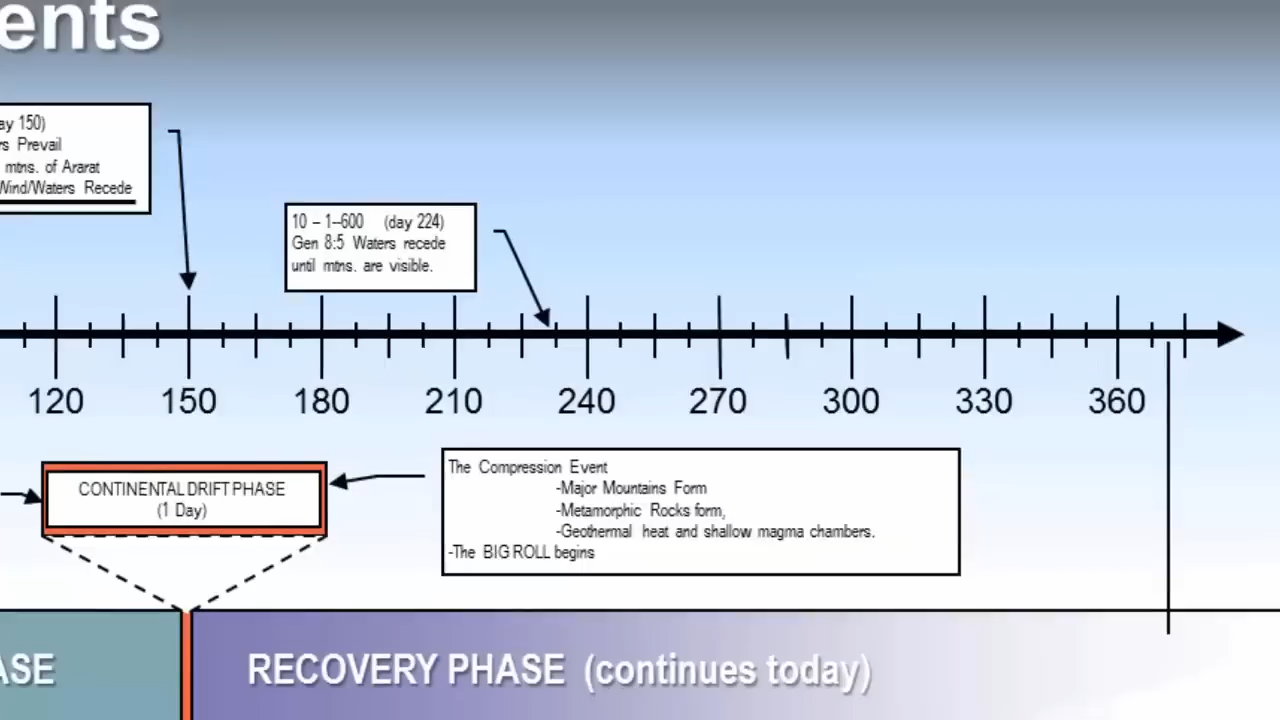 ents
ay 150)
rs Prevail
mtns. of Ararat
Wind/Waters Recede
10 – 1–600 (day 224)
Gen 8:5 Waters recede
until mtns. are visible.
120 150 180 210 240 270 300 330 360
CONTINENTAL DRIFT PHASE
(1 Day)
The Compression Event
-Major Mountains Form
-Metamorphic Rocks form,
-Geothermal heat and shallow magma chambers.
-The BIG ROLL begins
ASE
RECOVERY PHASE (continues today)